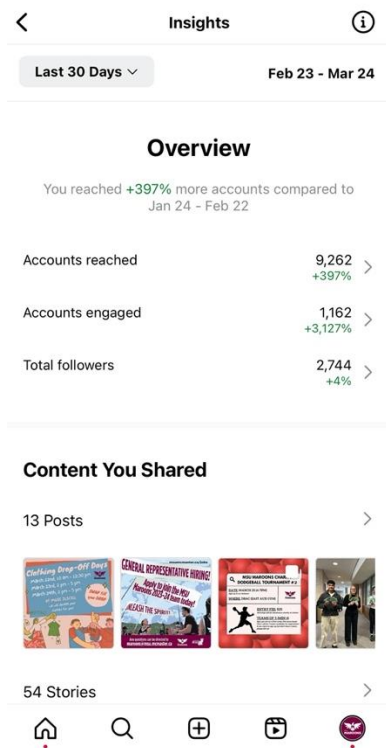 Insights
Last 30 Days
Feb 23 - Mar 24
Overview
You reached +397% more accounts compared to
Jan 24 - Feb 22
Accounts reached
9,262
+397%
Accounts engaged
1,162
+3,127%
Total followers
2,744
+4%
Content You Shared
13 Posts
Clothing Drop-Off Days
GENERAL REPRESENTATIVE HIRING!
Apply to join the MSU
Maroons 2023-24 team today!
UNLEASH THE SPIRIT!
MSU MAROONS CHAR
DODGEBALL TOURNAMENT #2
54 Stories
MAROONS